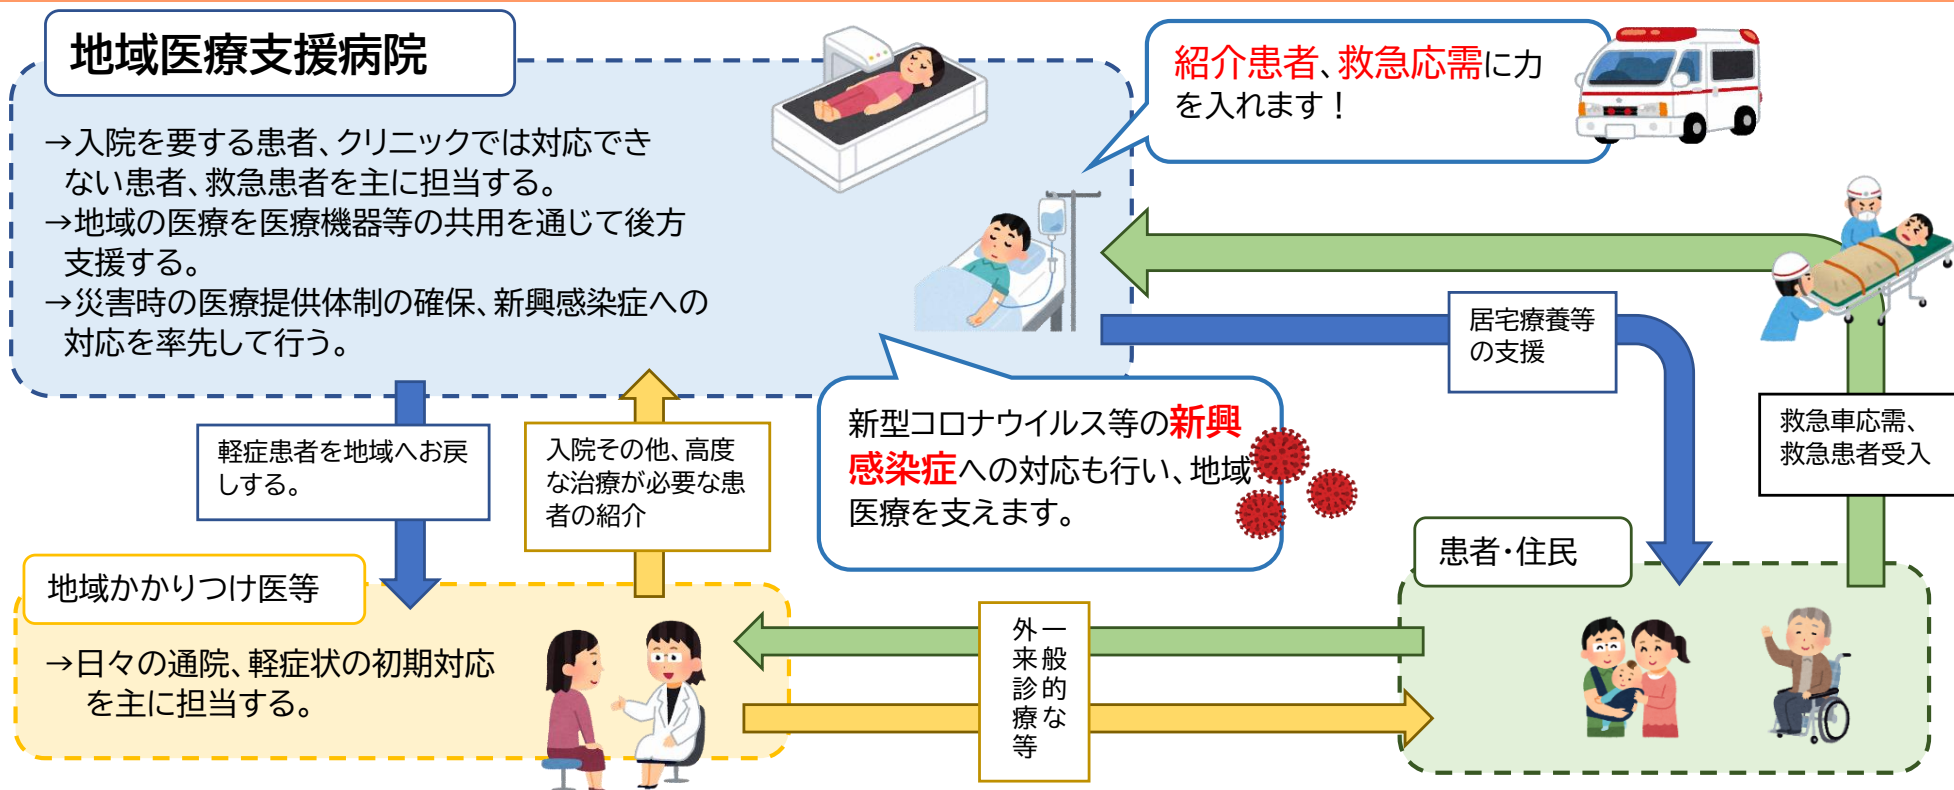 地域医療支援病院
→入院を要する患者、クリニックでは対応でき
ない患者、救急患者を主に担当する。
→地域の医療を医療機器等の共用を通じて後方
支援する。
→災害時の医療提供体制の確保、新興感染症への
対応を率先して行う。
紹介患者、救急応需に力
を入れます！
居宅療養等
の支援
救急車応需、
救急患者受入
新型コロナウイルス等の新興
感染症への対応も行い、地域
医療を支えます。
軽症患者を地域へお戻
しする。
入院その他、高度
な治療が必要な患
者の紹介
地域かかりつけ医等
→日々の通院、軽症状の初期対応
を主に担当する。
一般的な
外来診療等
患者・住民